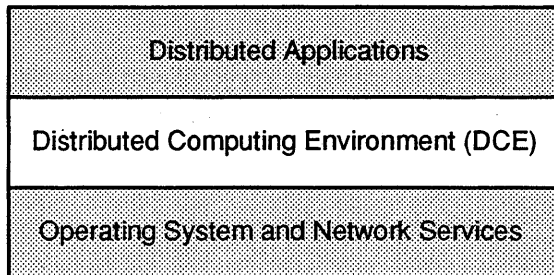 Distributed Applications
Distributed Computing Environment (DCE)
Operating System and Network Services